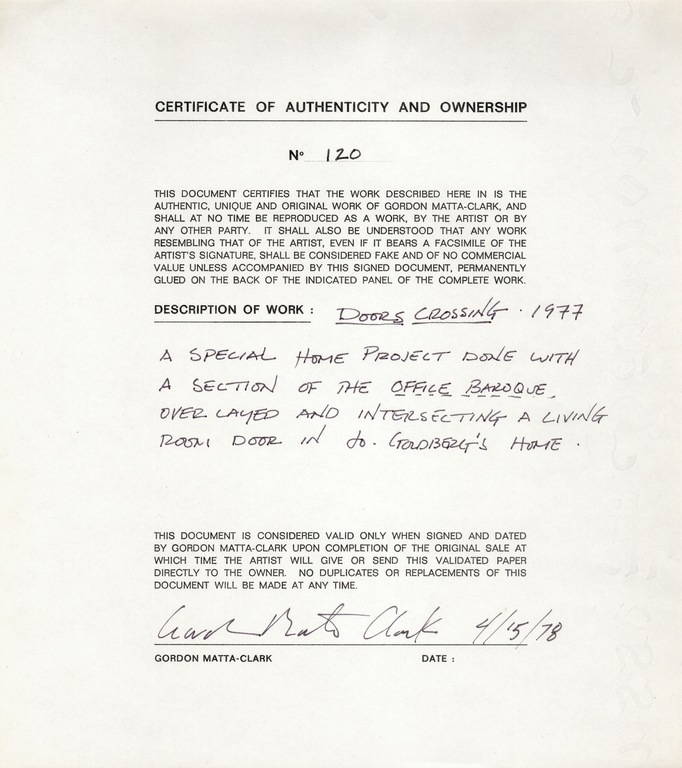 CERTIFICATE OF AUTHENTICITY AND OWNERSHIP
Nº 120
THIS DOCUMENT CERTIFIES THAT THE WORK DESCRIBED HERE IN IS THE
AUTHENTIC, UNIQUE AND ORIGINAL WORK OF GORDON MATTA-CLARK, AND
SHALL AT NO TIME BE REPRODUCED AS A WORK, BY THE ARTIST OR BY
ANY OTHER PARTY. IT SHALL ALSO BE UNDERSTOOD THAT ANY WORK
RESEMBLING THAT OF THE ARTIST, EVEN IF IT BEARS A FACSIMILE OF THE
ARTIST'S SIGNATURE, SHALL BE CONSIDERED FAKE AND OF NO COMMERCIAL
VALUE UNLESS ACCOMPANIED BY THIS SIGNED DOCUMENT, PERMANENTLY
GLUED ON THE BACK OF THE INDICATED PANEL OF THE COMPLETE WORK.
DESCRIPTION OF WORK : DOORS CROSSING · 1977
A SPECIAL HOME PROJECT DONE WITH
A SECTION OF THE OFFICE BAROQUE,
OVER LAYED AND INTERSECTING A LIVING
ROOM DOOR IN GOLDBERG'S HOME .
THIS DOCUMENT IS CONSIDERED VALID ONLY WHEN SIGNED AND DATED
BY GORDON MATTA-CLARK UPON COMPLETION OF THE ORIGINAL SALE AT
WHICH TIME THE ARTIST WILL GIVE OR SEND THIS VALIDATED PAPER
DIRECTLY TO THE OWNER. NO DUPLICATES OR REPLACEMENTS OF THIS
DOCUMENT WILL BE MADE AT ANY TIME.
Gordon Matta Clark 4/15/78
GORDON MATTA-CLARK DATE :